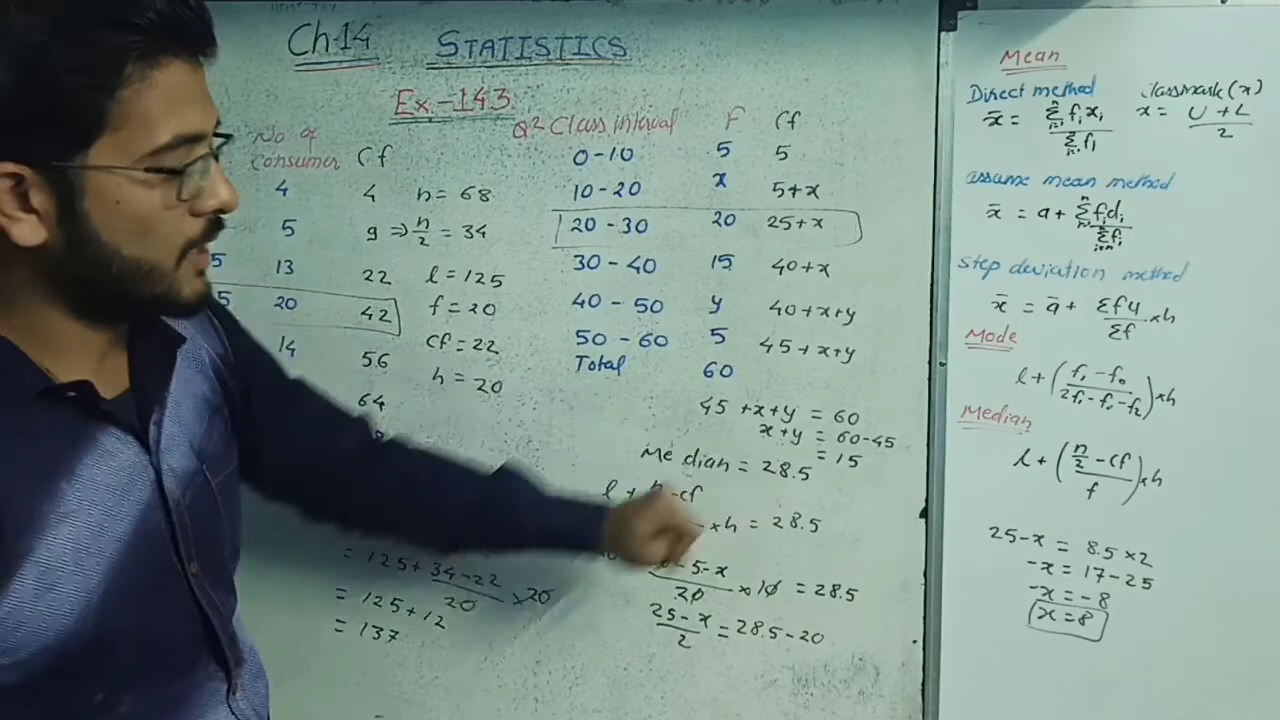 Ch-14 STATISTICS
Ex-14.3
No of
consumer Cf
4 4 n = 68
5 9 ⇒ n/2 = 34
5 13 22 l = 125
5 20 42 f = 20
14 56 cf = 22
64 h = 20
= 125 + 34-22/20 × 20
= 125 + 12
= 137
Q2 Class interval F Cf
0-10 5 5
10-20 x 5+x
20-30 20 25+x
30-40 15 40+x
40-50 y 40+x+y
50-60 5 45+x+y
Total 60
45 + x + y = 60
x + y = 60-45
= 15
Median = 28.5
×h = 28.5
-5-x/20 × 10 = 28.5
25-x/2 = 28.5-20
Mean
Direct method Classmark (x)
x̄ = Σfixi/Σfi x = U+L/2
assume mean method
x̄ = a + Σfidi/Σfi
step deviation method
x̄ = ā + Σfu/Σf × h
Mode
l + (f1-f0/2f1-f0-f2) × h
Median
l + (n/2 - cf/f) × h
25-x = 8.5×2
-x = 17-25
-x = -8
x = 8